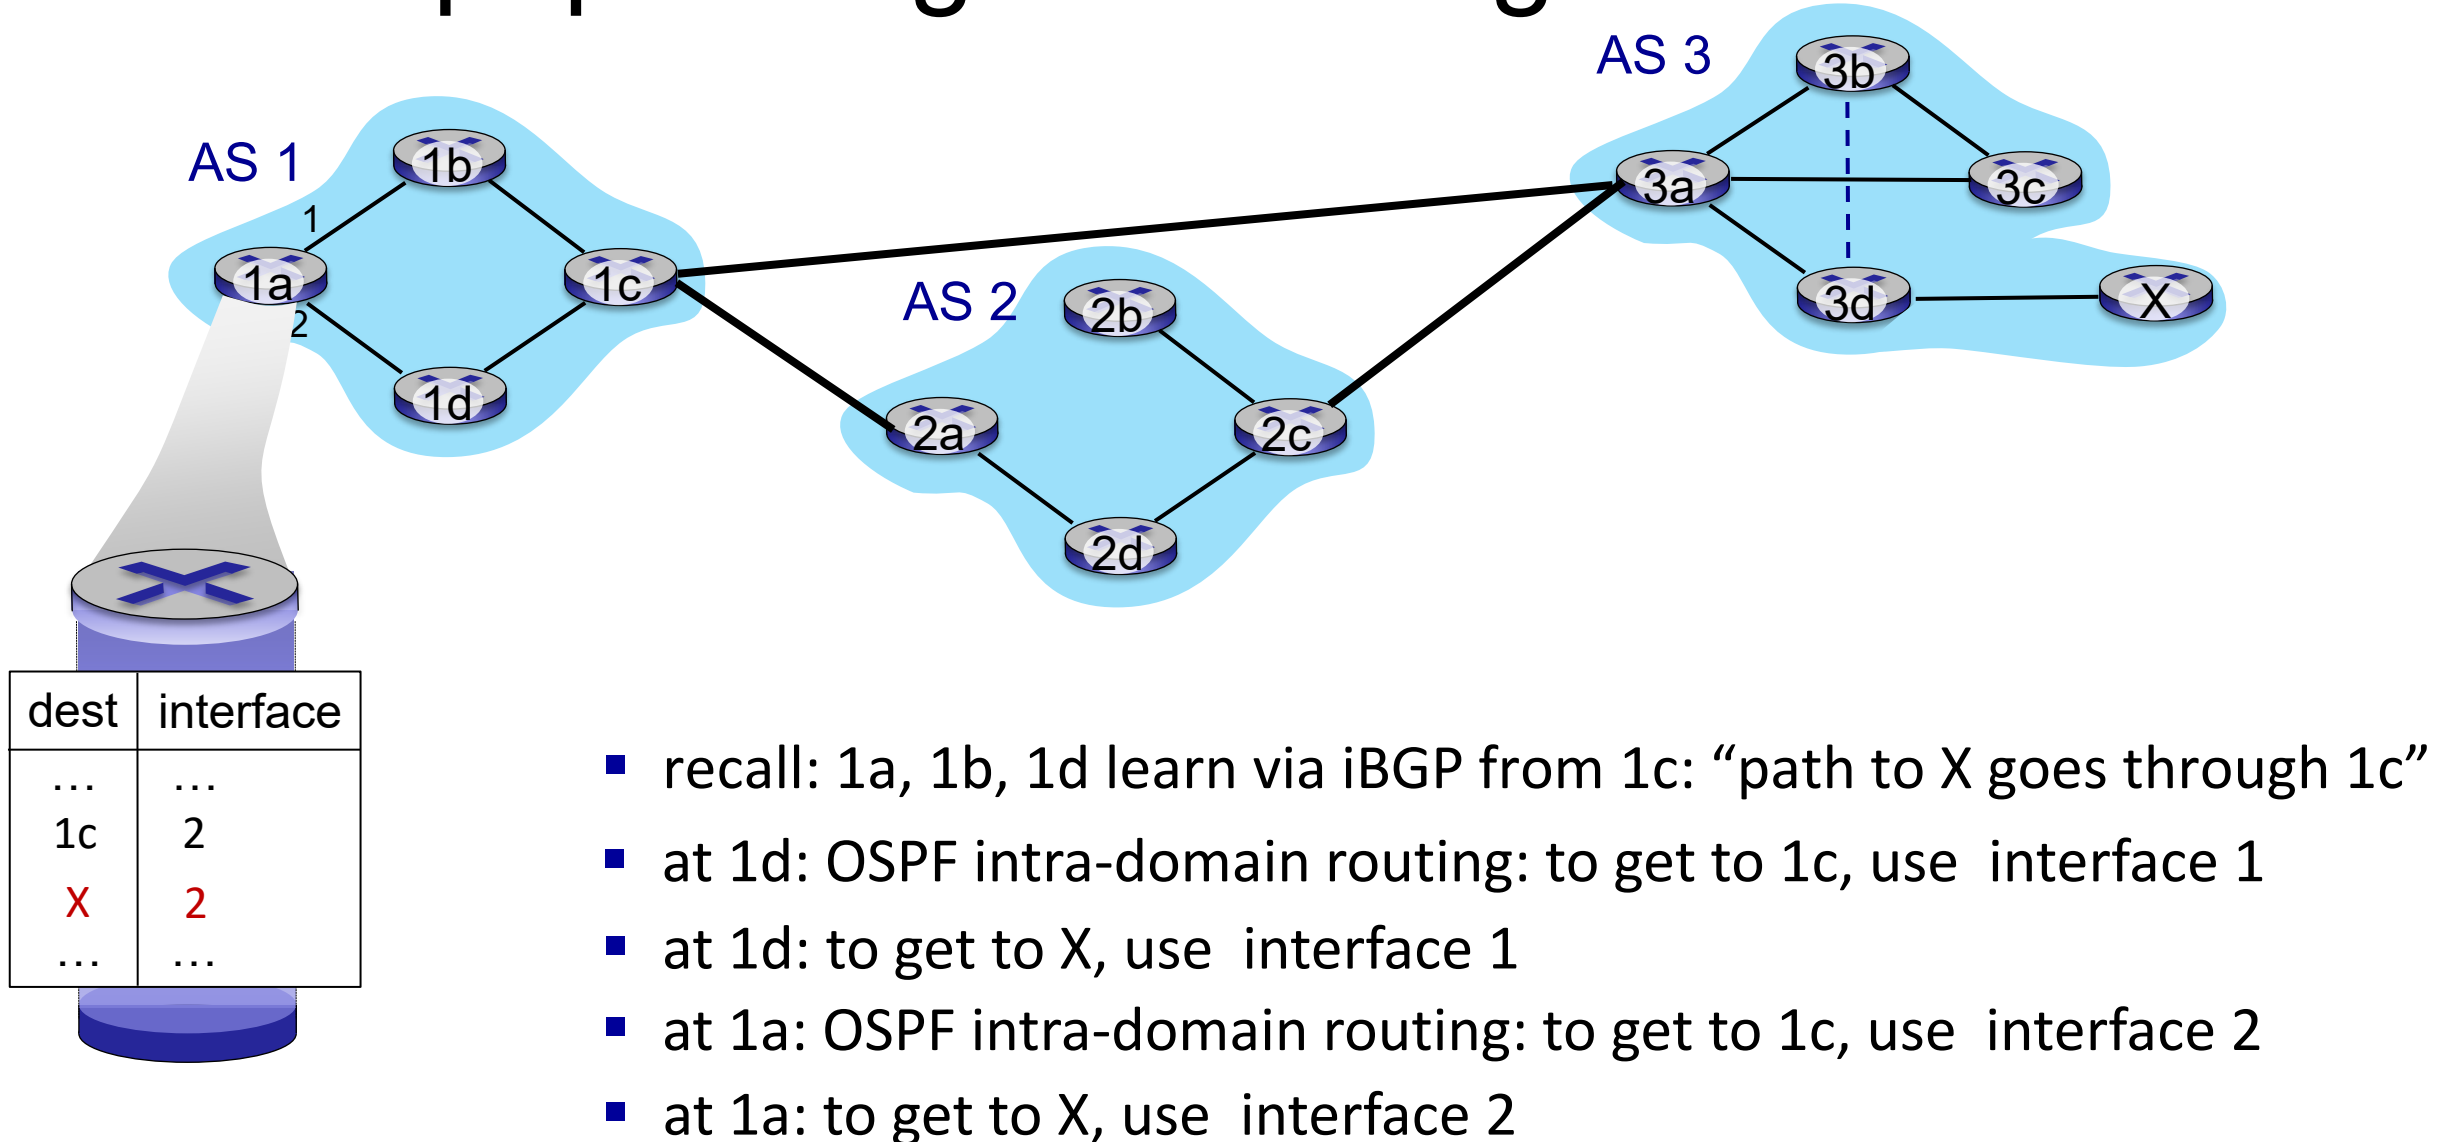 AS 3
3b
AS 1
1b
3a
3c
1
1a
1c
AS 2
2b
3d
X
2
1d
2a
2c
2d
dest interface
... ...
1c 2
X 2
... ...
▪ recall: 1a, 1b, 1d learn via iBGP from 1c: “path to X goes through 1c”
▪ at 1d: OSPF intra-domain routing: to get to 1c, use interface 1
▪ at 1d: to get to X, use interface 1
▪ at 1a: OSPF intra-domain routing: to get to 1c, use interface 2
▪ at 1a: to get to X, use interface 2